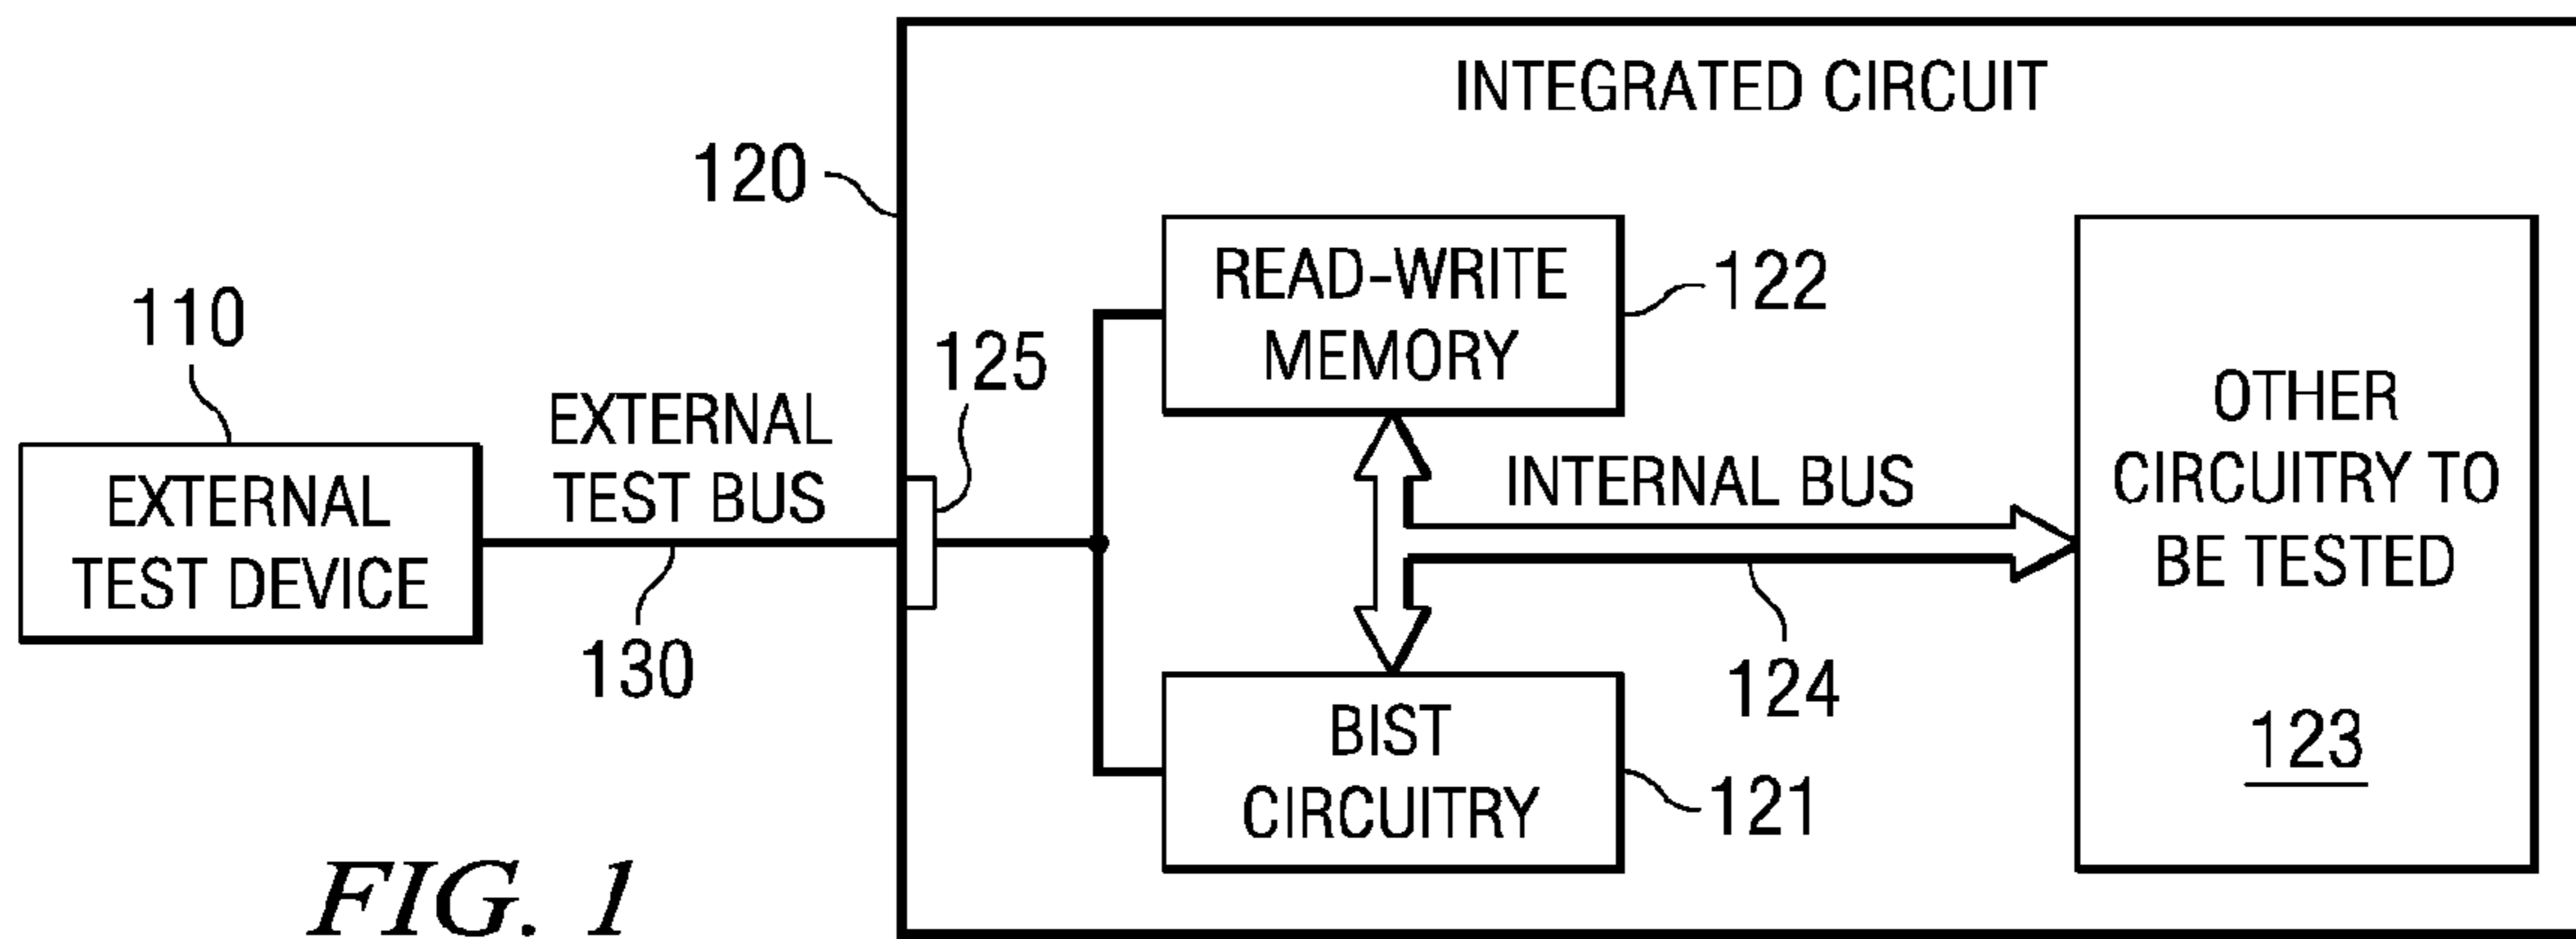 INTEGRATED CIRCUIT
120
110
EXTERNAL
TEST DEVICE
EXTERNAL
TEST BUS
130
125
READ-WRITE
MEMORY
122
INTERNAL BUS
124
BIST
CIRCUITRY
121
OTHER
CIRCUITRY TO
BE TESTED
123
FIG. 1